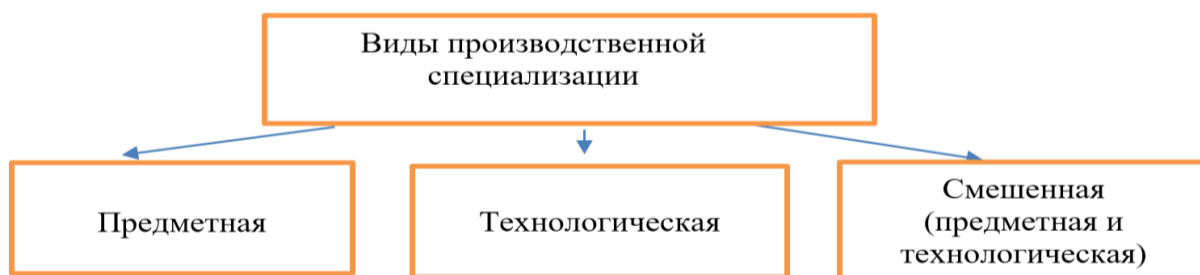 Виды производственной
специализации
Предметная
Технологическая
Смешенная
(предметная и
технологическая)